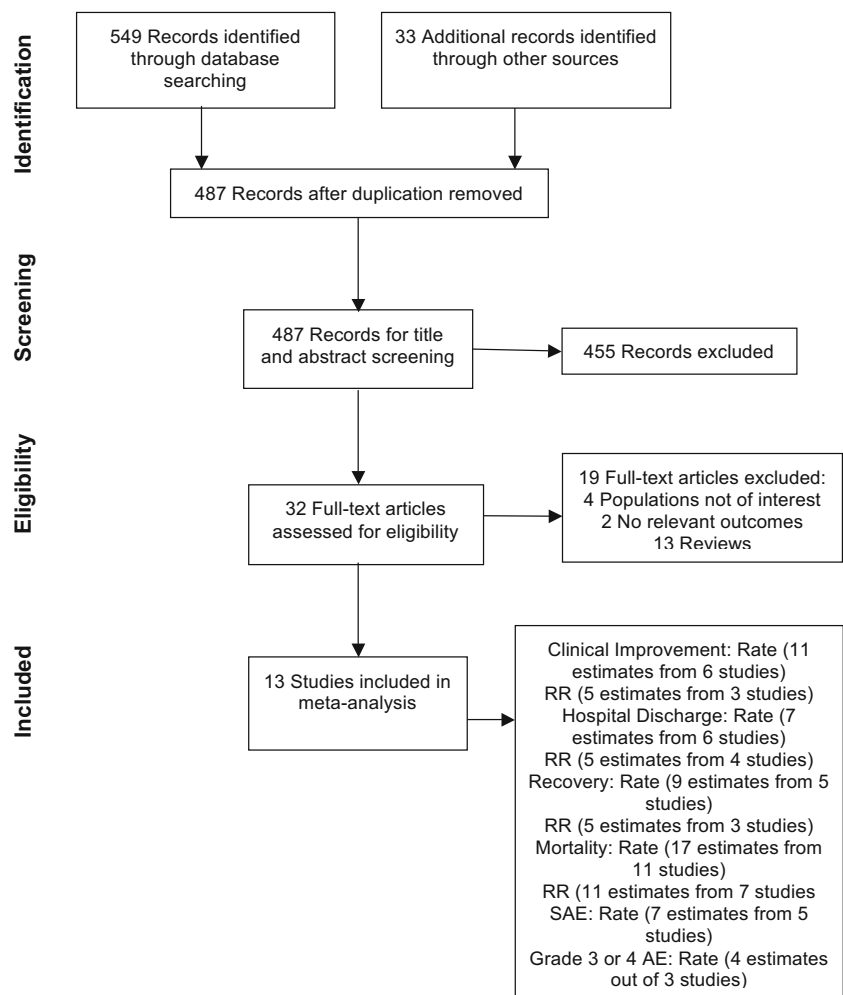 Identification
549 Records identified
through database
searching
33 Additional records identified
through other sources
487 Records after duplication removed
Screening
487 Records for title
and abstract screening
455 Records excluded
Eligibility
32 Full-text articles
assessed for eligibility
19 Full-text articles excluded:
4 Populations not of interest
2 No relevant outcomes
13 Reviews
Included
13 Studies included in
meta-analysis
Clinical Improvement: Rate (11
estimates from 6 studies)
RR (5 estimates from 3 studies)
Hospital Discharge: Rate (7
estimates from 6 studies)
RR (5 estimates from 4 studies)
Recovery: Rate (9 estimates from 5
studies)
RR (5 estimates from 3 studies)
Mortality: Rate (17 estimates from
11 studies)
RR (11 estimates from 7 studies
SAE: Rate (7 estimates from 5
studies)
Grade 3 or 4 AE: Rate (4 estimates
out of 3 studies)